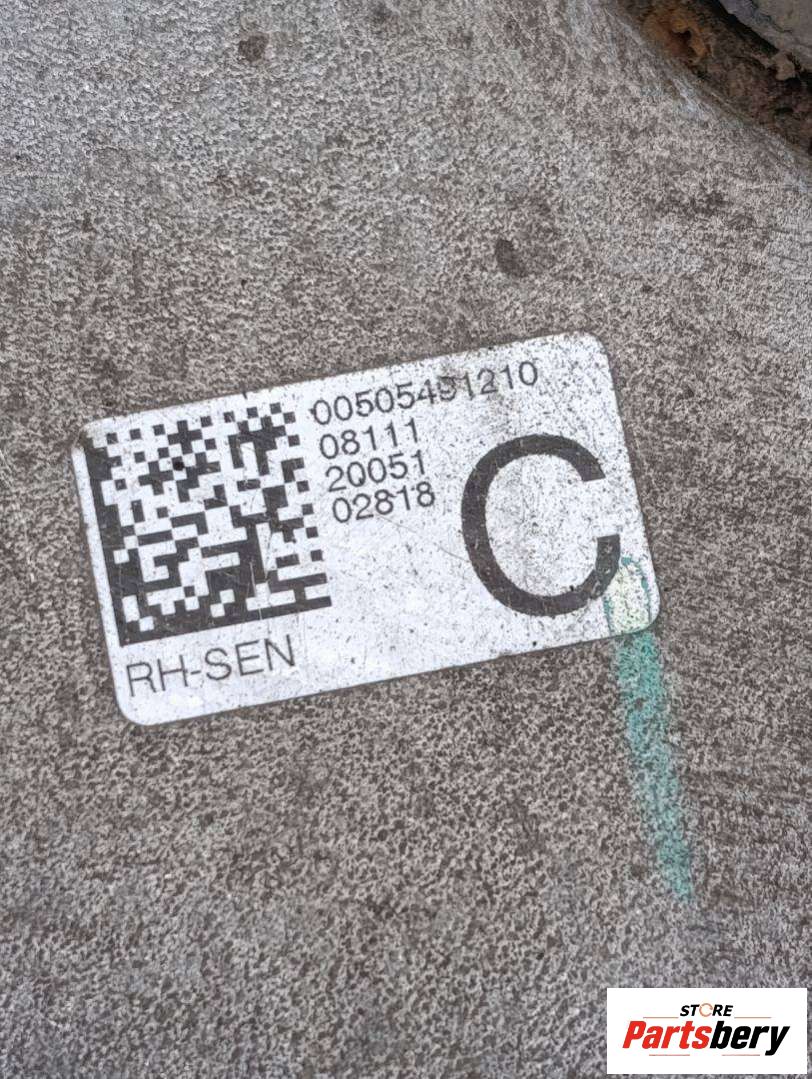 00505491210
08111
20051
02818
C
RH-SEN
STORE
Partsbery